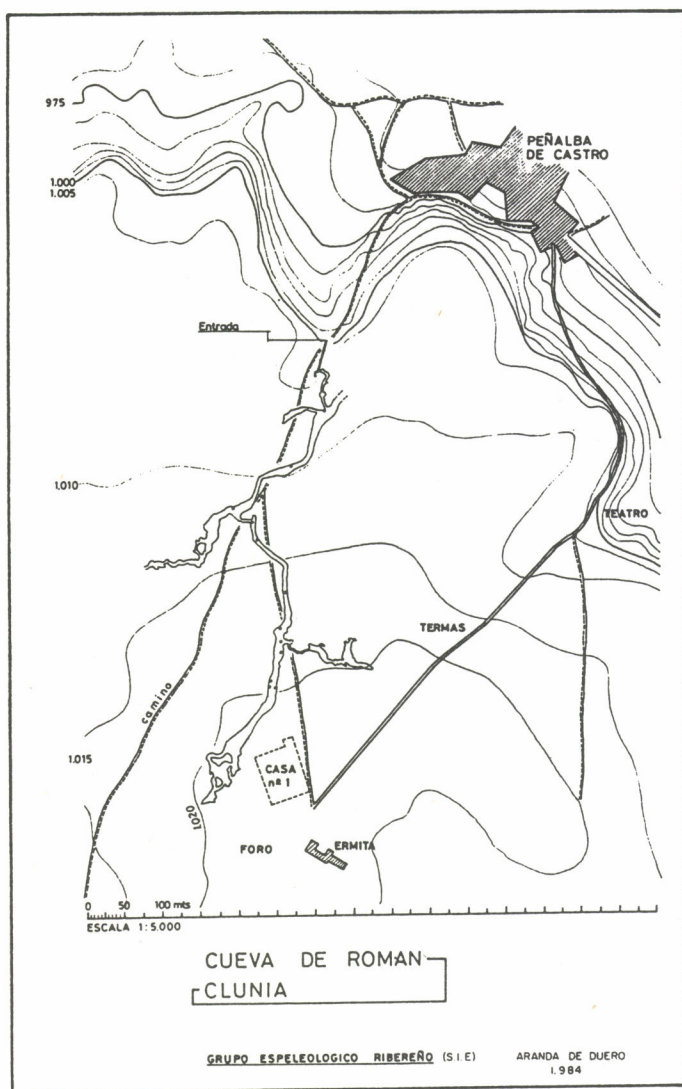 975
PEÑALBA
DE CASTRO
1.000
1.005
Entrada
1.010
TEATRO
TERMAS
camino
1.015
CASA
nº 1
1.020
FORO
ERMITA
0 50 100 mts
ESCALA 1:5.000
CUEVA DE ROMAN
CLUNIA
GRUPO ESPELEOLOGICO RIBEREÑO (S.I.E) ARANDA DE DUERO
1.984